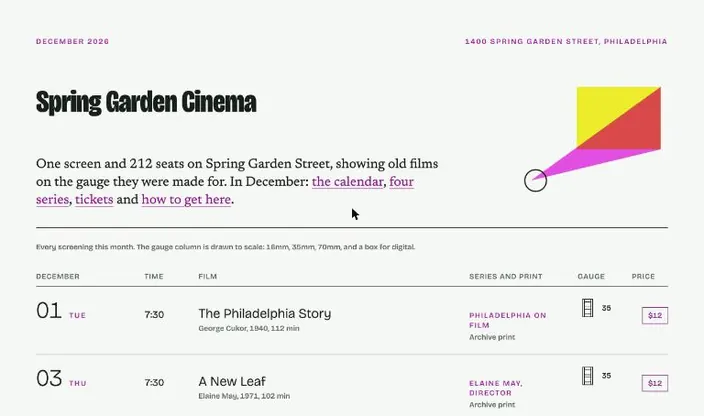 DECEMBER 2026
1400 SPRING GARDEN STREET, PHILADELPHIA
Spring Garden Cinema
One screen and 212 seats on Spring Garden Street, showing old films
on the gauge they were made for. In December: the calendar, four
series, tickets and how to get here.
Every screening this month. The gauge column is drawn to scale: 16mm, 35mm, 70mm, and a box for digital.
DECEMBER TIME FILM SERIES AND PRINT GAUGE PRICE
01 TUE 7:30 The Philadelphia Story 35 $12
George Cukor, 1940, 112 min
PHILADELPHIA ON
FILM
Archive print
03 THU 7:30 A New Leaf 35 $12
Elaine May, 1971, 102 min
ELAINE MAY,
DIRECTOR
Archive print